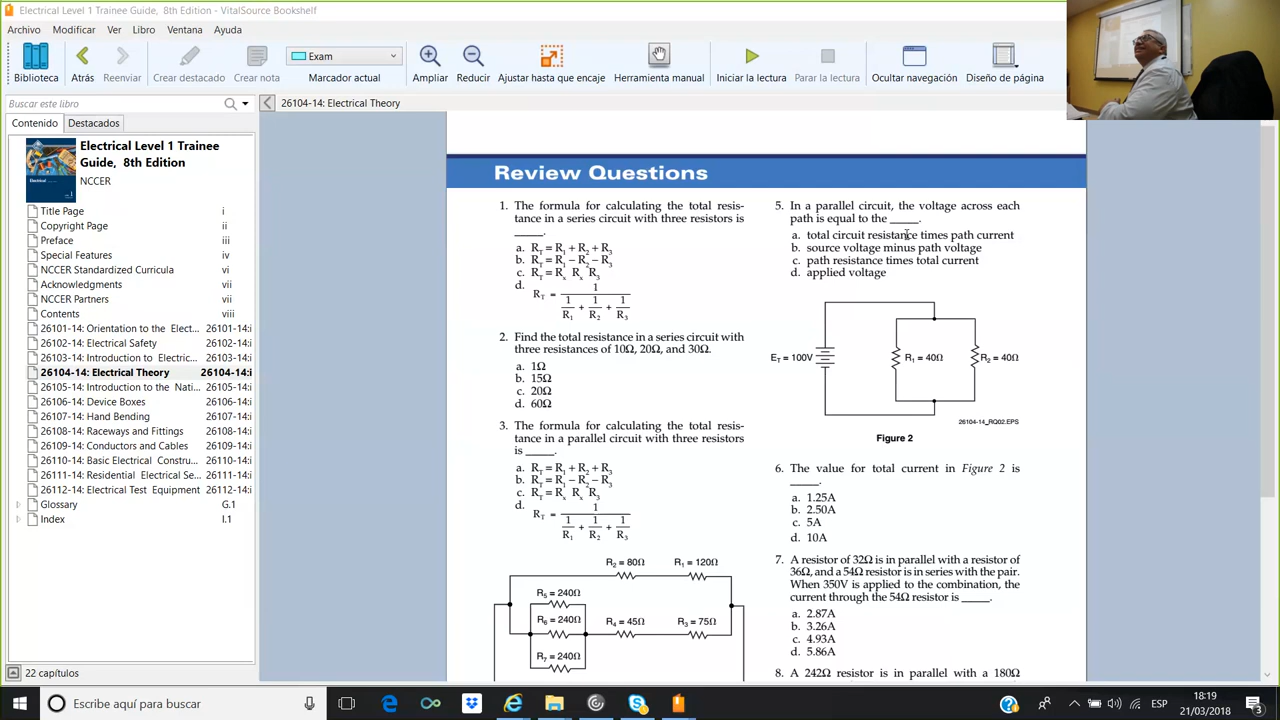 Electrical Level 1 Trainee Guide, 8th Edition - VitalSource Bookshelf
Archivo Modificar Ver Libro Ventana Ayuda
Biblioteca Atrás Reenviar Crear destacado Crear nota Exam Marcador actual Ampliar Reducir Ajustar hasta que encaje Herramienta manual Iniciar la lectura Parar la lectura Ocultar navegación Diseño de página
Buscar este libro
26104-14: Electrical Theory
Contenido Destacados
Electrical Level 1 Trainee
Guide, 8th Edition
NCCER
Title Page i
Copyright Page ii
Preface iii
Special Features iv
NCCER Standardized Curricula vi
Acknowledgments vii
NCCER Partners vii
Contents viii
26101-14: Orientation to the Elect... 26101-14:i
26102-14: Electrical Safety 26102-14:i
26103-14: Introduction to Electric... 26103-14:i
26104-14: Electrical Theory 26104-14:i
26105-14: Introduction to the Nati... 26105-14:i
26106-14: Device Boxes 26106-14:i
26107-14: Hand Bending 26107-14:i
26108-14: Raceways and Fittings 26108-14:i
26109-14: Conductors and Cables 26109-14:i
26110-14: Basic Electrical Constru... 26110-14:i
26111-14: Residential Electrical Se... 26111-14:i
26112-14: Electrical Test Equipment 26112-14:i
Glossary G.1
Index I.1
22 capítulos
Review Questions
1. The formula for calculating the total resis-
tance in a series circuit with three resistors is
_____.
a. RT = R1 + R2 + R3
b. RT = R1 – R2 – R3
c. RT = Rx Rx R3
d. RT = 1 / (1/R1 + 1/R2 + 1/R3)
2. Find the total resistance in a series circuit with
three resistances of 10Ω, 20Ω, and 30Ω.
a. 1Ω
b. 15Ω
c. 20Ω
d. 60Ω
3. The formula for calculating the total resis-
tance in a parallel circuit with three resistors
is _____.
a. RT = R1 + R2 + R3
b. RT = R1 – R2 – R3
c. RT = Rx Rx R3
d. RT = 1 / (1/R1 + 1/R2 + 1/R3)
R2 = 80Ω R1 = 120Ω
R5 = 240Ω
R6 = 240Ω R4 = 45Ω R3 = 75Ω
R7 = 240Ω
5. In a parallel circuit, the voltage across each
path is equal to the _____.
a. total circuit resistance times path current
b. source voltage minus path voltage
c. path resistance times total current
d. applied voltage
ET = 100V R1 = 40Ω R2 = 40Ω
26104-14_RQ02.EPS
Figure 2
6. The value for total current in Figure 2 is
_____.
a. 1.25A
b. 2.50A
c. 5A
d. 10A
7. A resistor of 32Ω is in parallel with a resistor of
36Ω, and a 54Ω resistor is in series with the pair.
When 350V is applied to the combination, the
current through the 54Ω resistor is _____.
a. 2.87A
b. 3.26A
c. 4.93A
d. 5.86A
8. A 242Ω resistor is in parallel with a 180Ω
Escribe aquí para buscar
ESP
18:19
21/03/2018
3